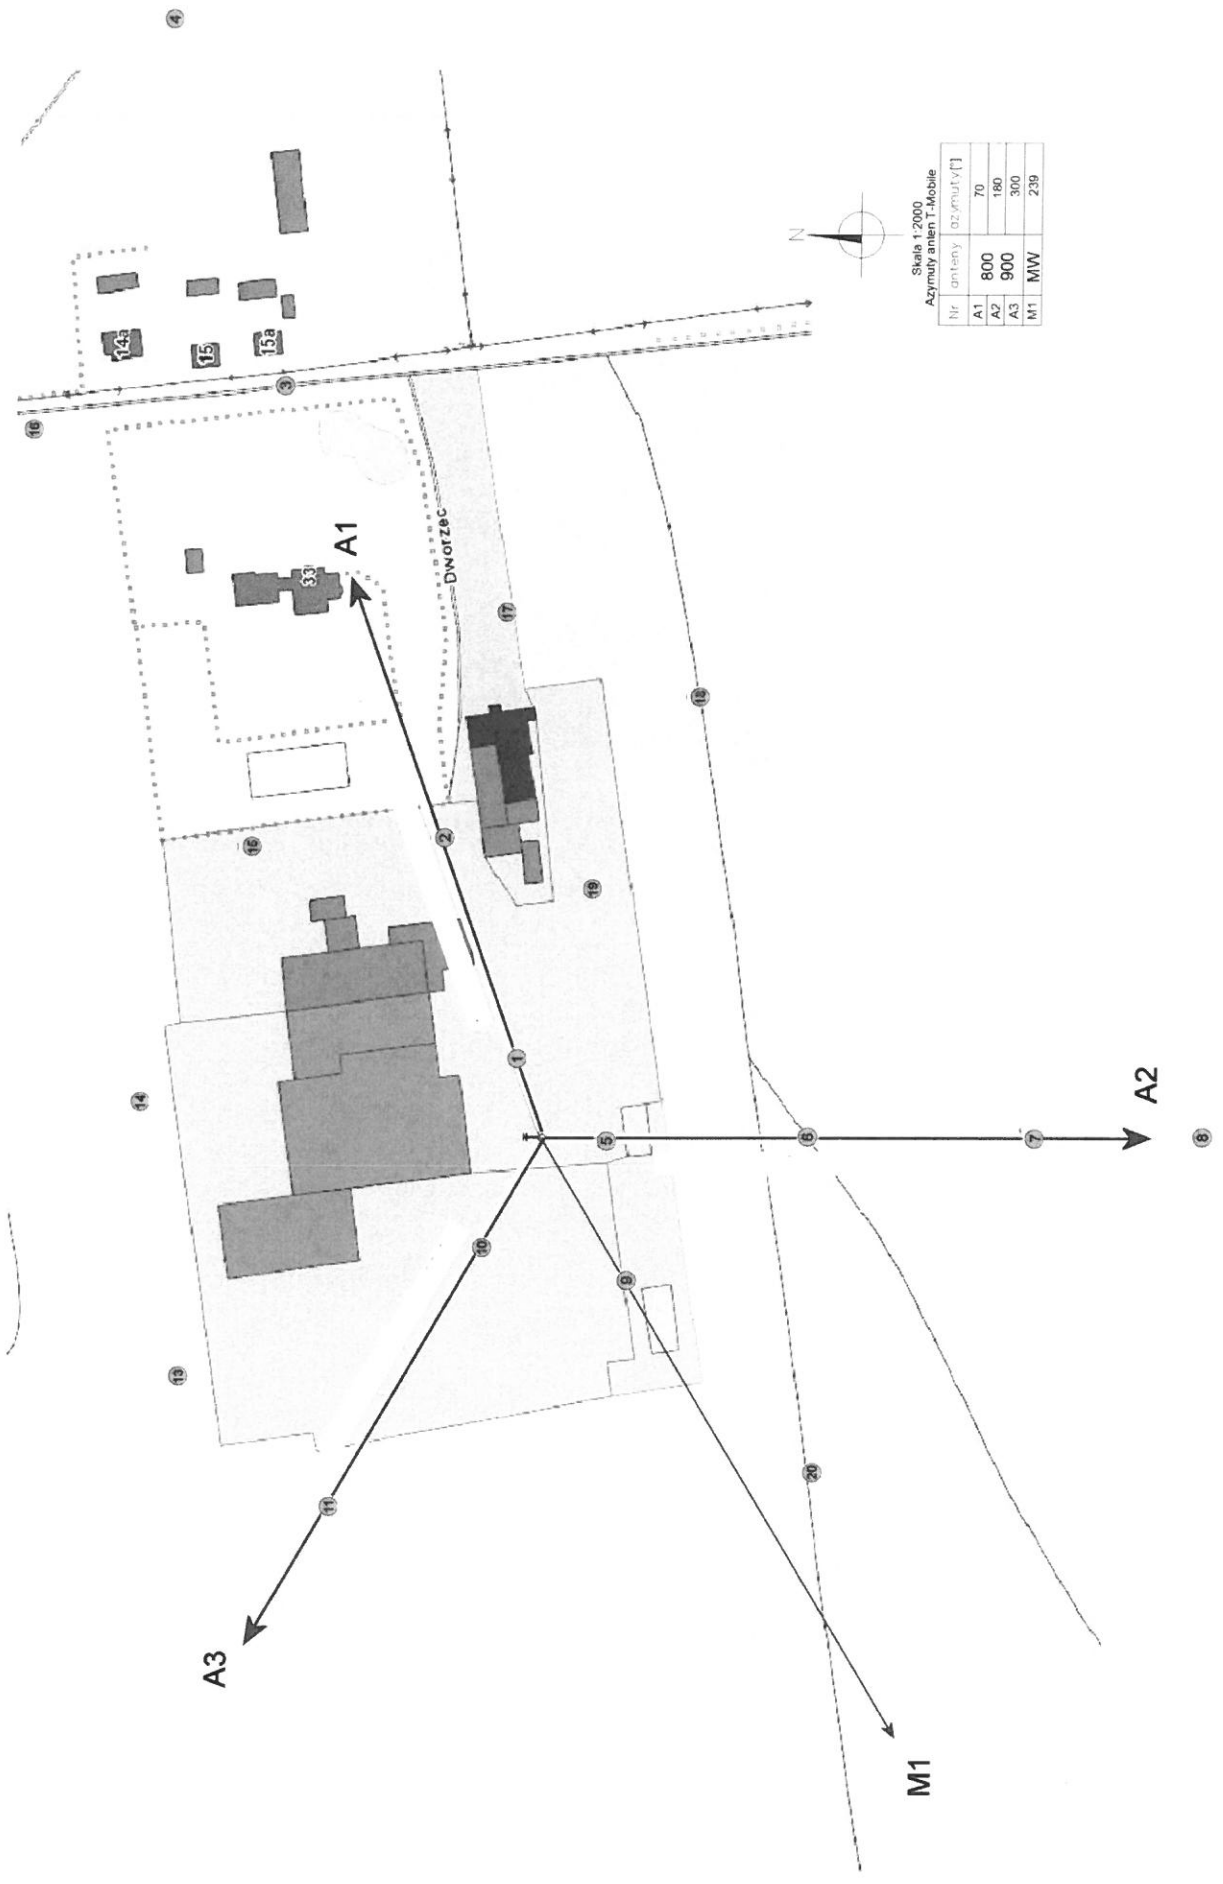 4
16
14a
15
15a
3
33
A1
Dworzec
17
18
2
15
19
1
14
5
6
7
8
A2
10
9
13
11
20
A3
M1
N
Skala 1:2000
Azymuty anten T-Mobile
Nr anteny azymuty[°]
A1 800 70
A2 900 180
A3 300
M1 MW 239